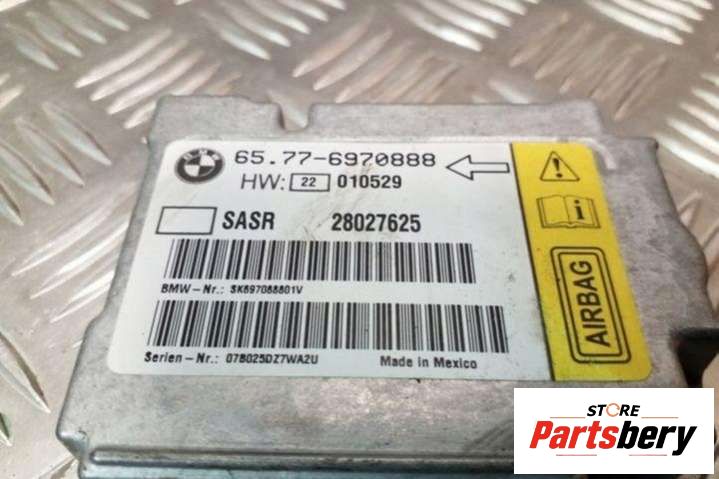 BMW
65.77-6970888
HW: 22 010529
SASR 28027625
BMW-Nr.: SK697088801V
Serien-Nr.: 078025DZ7WA2U
Made in Mexico
i
AIRBAG
STORE
Partsbery